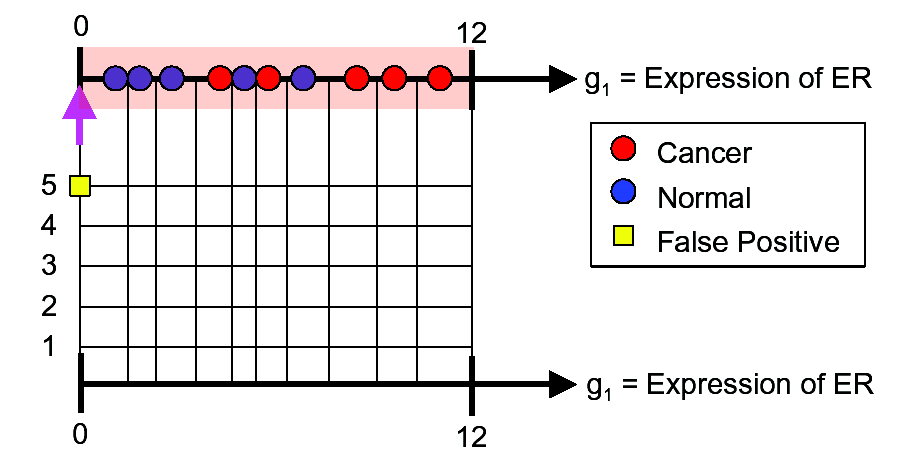 0
12
g1 = Expression of ER
Cancer
Normal
False Positive
5
4
3
2
1
g1 = Expression of ER
0
12